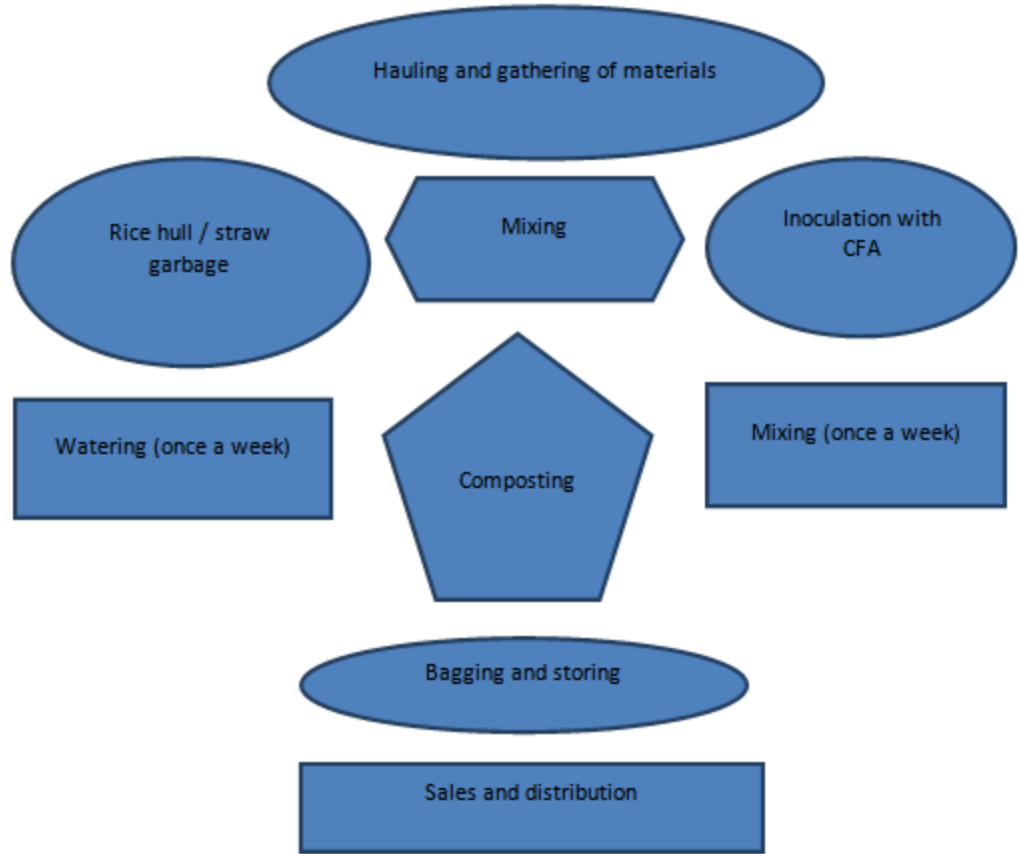 Hauling and gathering of materials
Rice hull / straw
garbage
Mixing
Inoculation with
CFA
Watering (once a week)
Composting
Mixing (once a week)
Bagging and storing
Sales and distribution